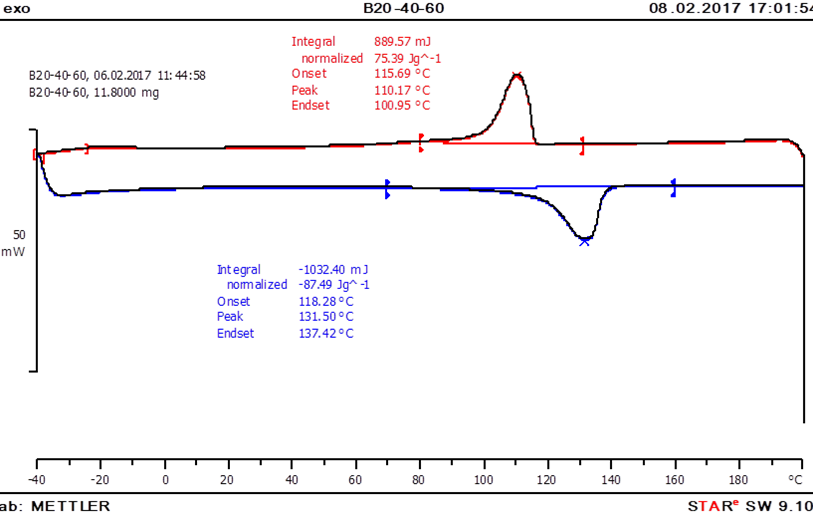 exo B20-40-60 08.02.2017 17:01:54
Integral 889.57 mJ
normalized 75.39 Jg^-1
Onset 115.69 °C
Peak 110.17 °C
Endset 100.95 °C
B20-40-60, 06.02.2017 11:44:58
B20-40-60, 11.8000 mg
50
mW
Integral -1032.40 mJ
normalized -87.49 Jg^-1
Onset 118.28 °C
Peak 131.50 °C
Endset 137.42 °C
-40 -20 0 20 40 60 80 100 120 140 160 180 °C
ab: METTLER STARe SW 9.10